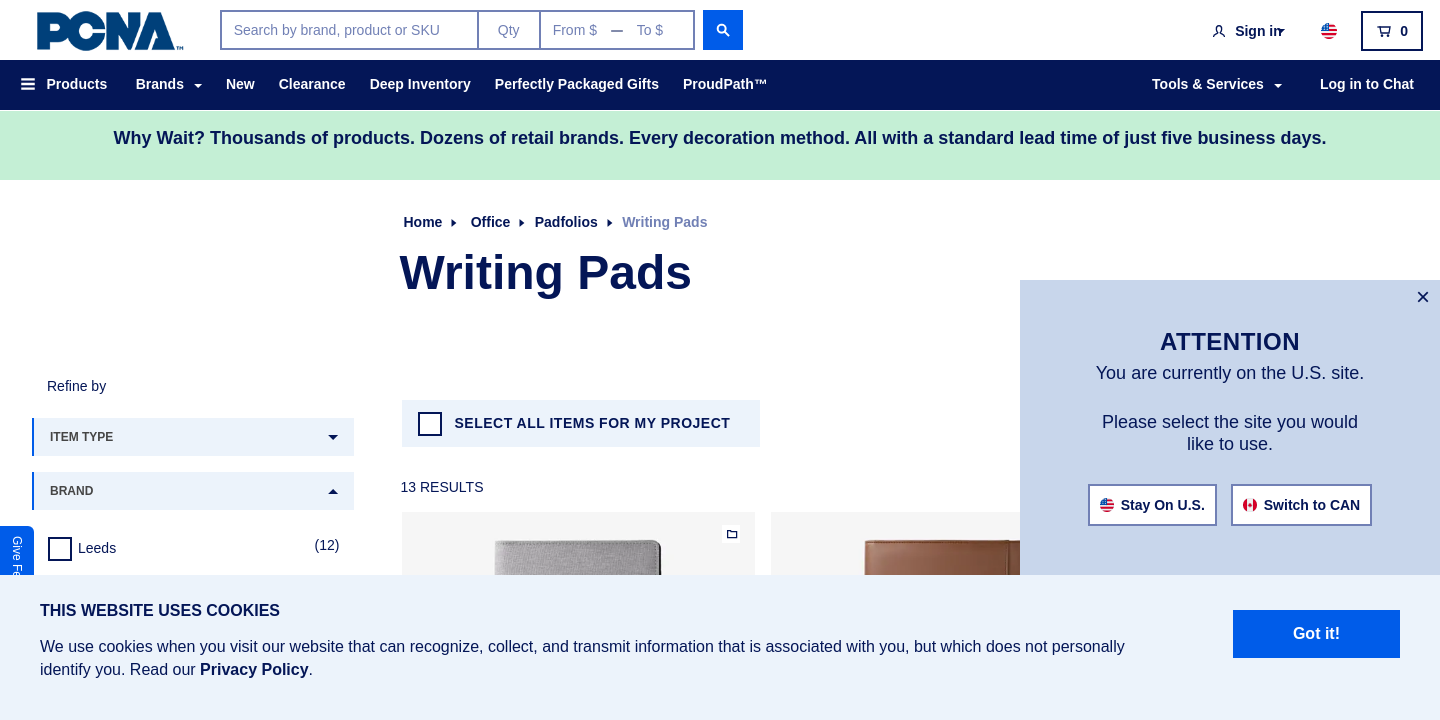 PCNA™
Search by brand, product or SKU
Qty
From $ — To $
Sign in
0
Products
Brands
New
Clearance
Deep Inventory
Perfectly Packaged Gifts
ProudPath™
Tools & Services
Log in to Chat
Why Wait? Thousands of products. Dozens of retail brands. Every decoration method. All with a standard lead time of just five business days.
Home
Office
Padfolios
Writing Pads
Writing Pads
ATTENTION
You are currently on the U.S. site.
Please select the site you would
like to use.
Stay On U.S.
Switch to CAN
Refine by
ITEM TYPE
BRAND
Leeds
(12)
SELECT ALL ITEMS FOR MY PROJECT
13 RESULTS
Give
THIS WEBSITE USES COOKIES
We use cookies when you visit our website that can recognize, collect, and transmit information that is associated with you, but which does not personally
identify you. Read our Privacy Policy.
Got it!